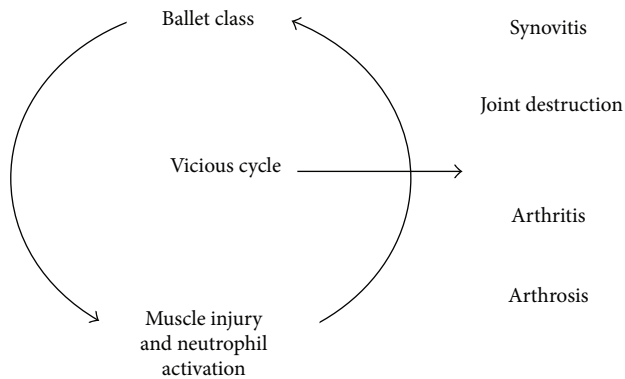 Ballet class
Synovitis
Joint destruction
Vicious cycle
Arthritis
Arthrosis
Muscle injury
and neutrophil
activation